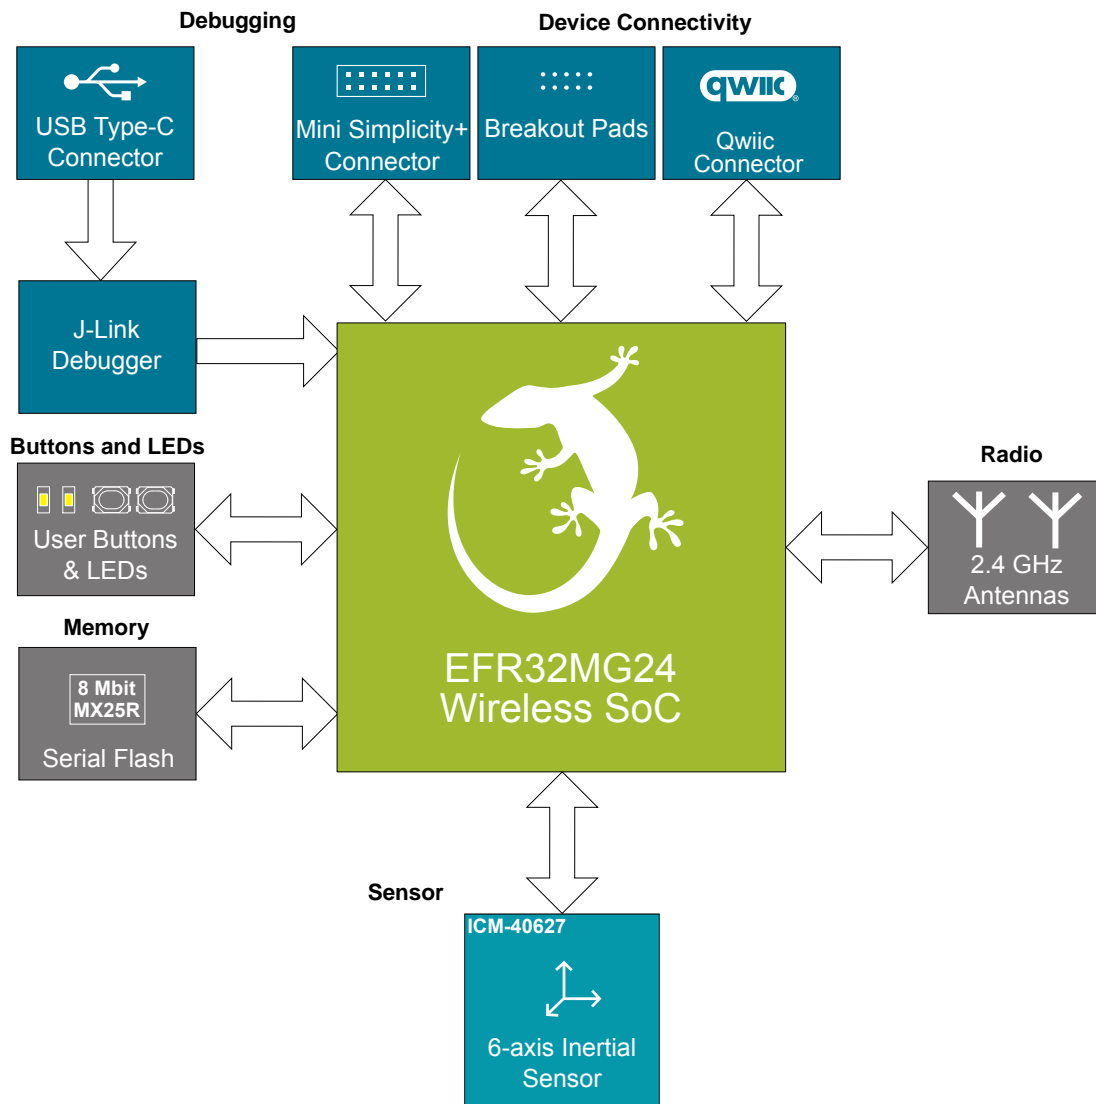 Debugging
Device Connectivity
USB Type-C
Connector
Mini Simplicity+
Connector
Breakout Pads
qwiic®
Qwiic
Connector
J-Link
Debugger
Buttons and LEDs
User Buttons
& LEDs
Radio
2.4 GHz
Antennas
Memory
8 Mbit
MX25R
Serial Flash
EFR32MG24
Wireless SoC
Sensor
ICM-40627
6-axis Inertial
Sensor